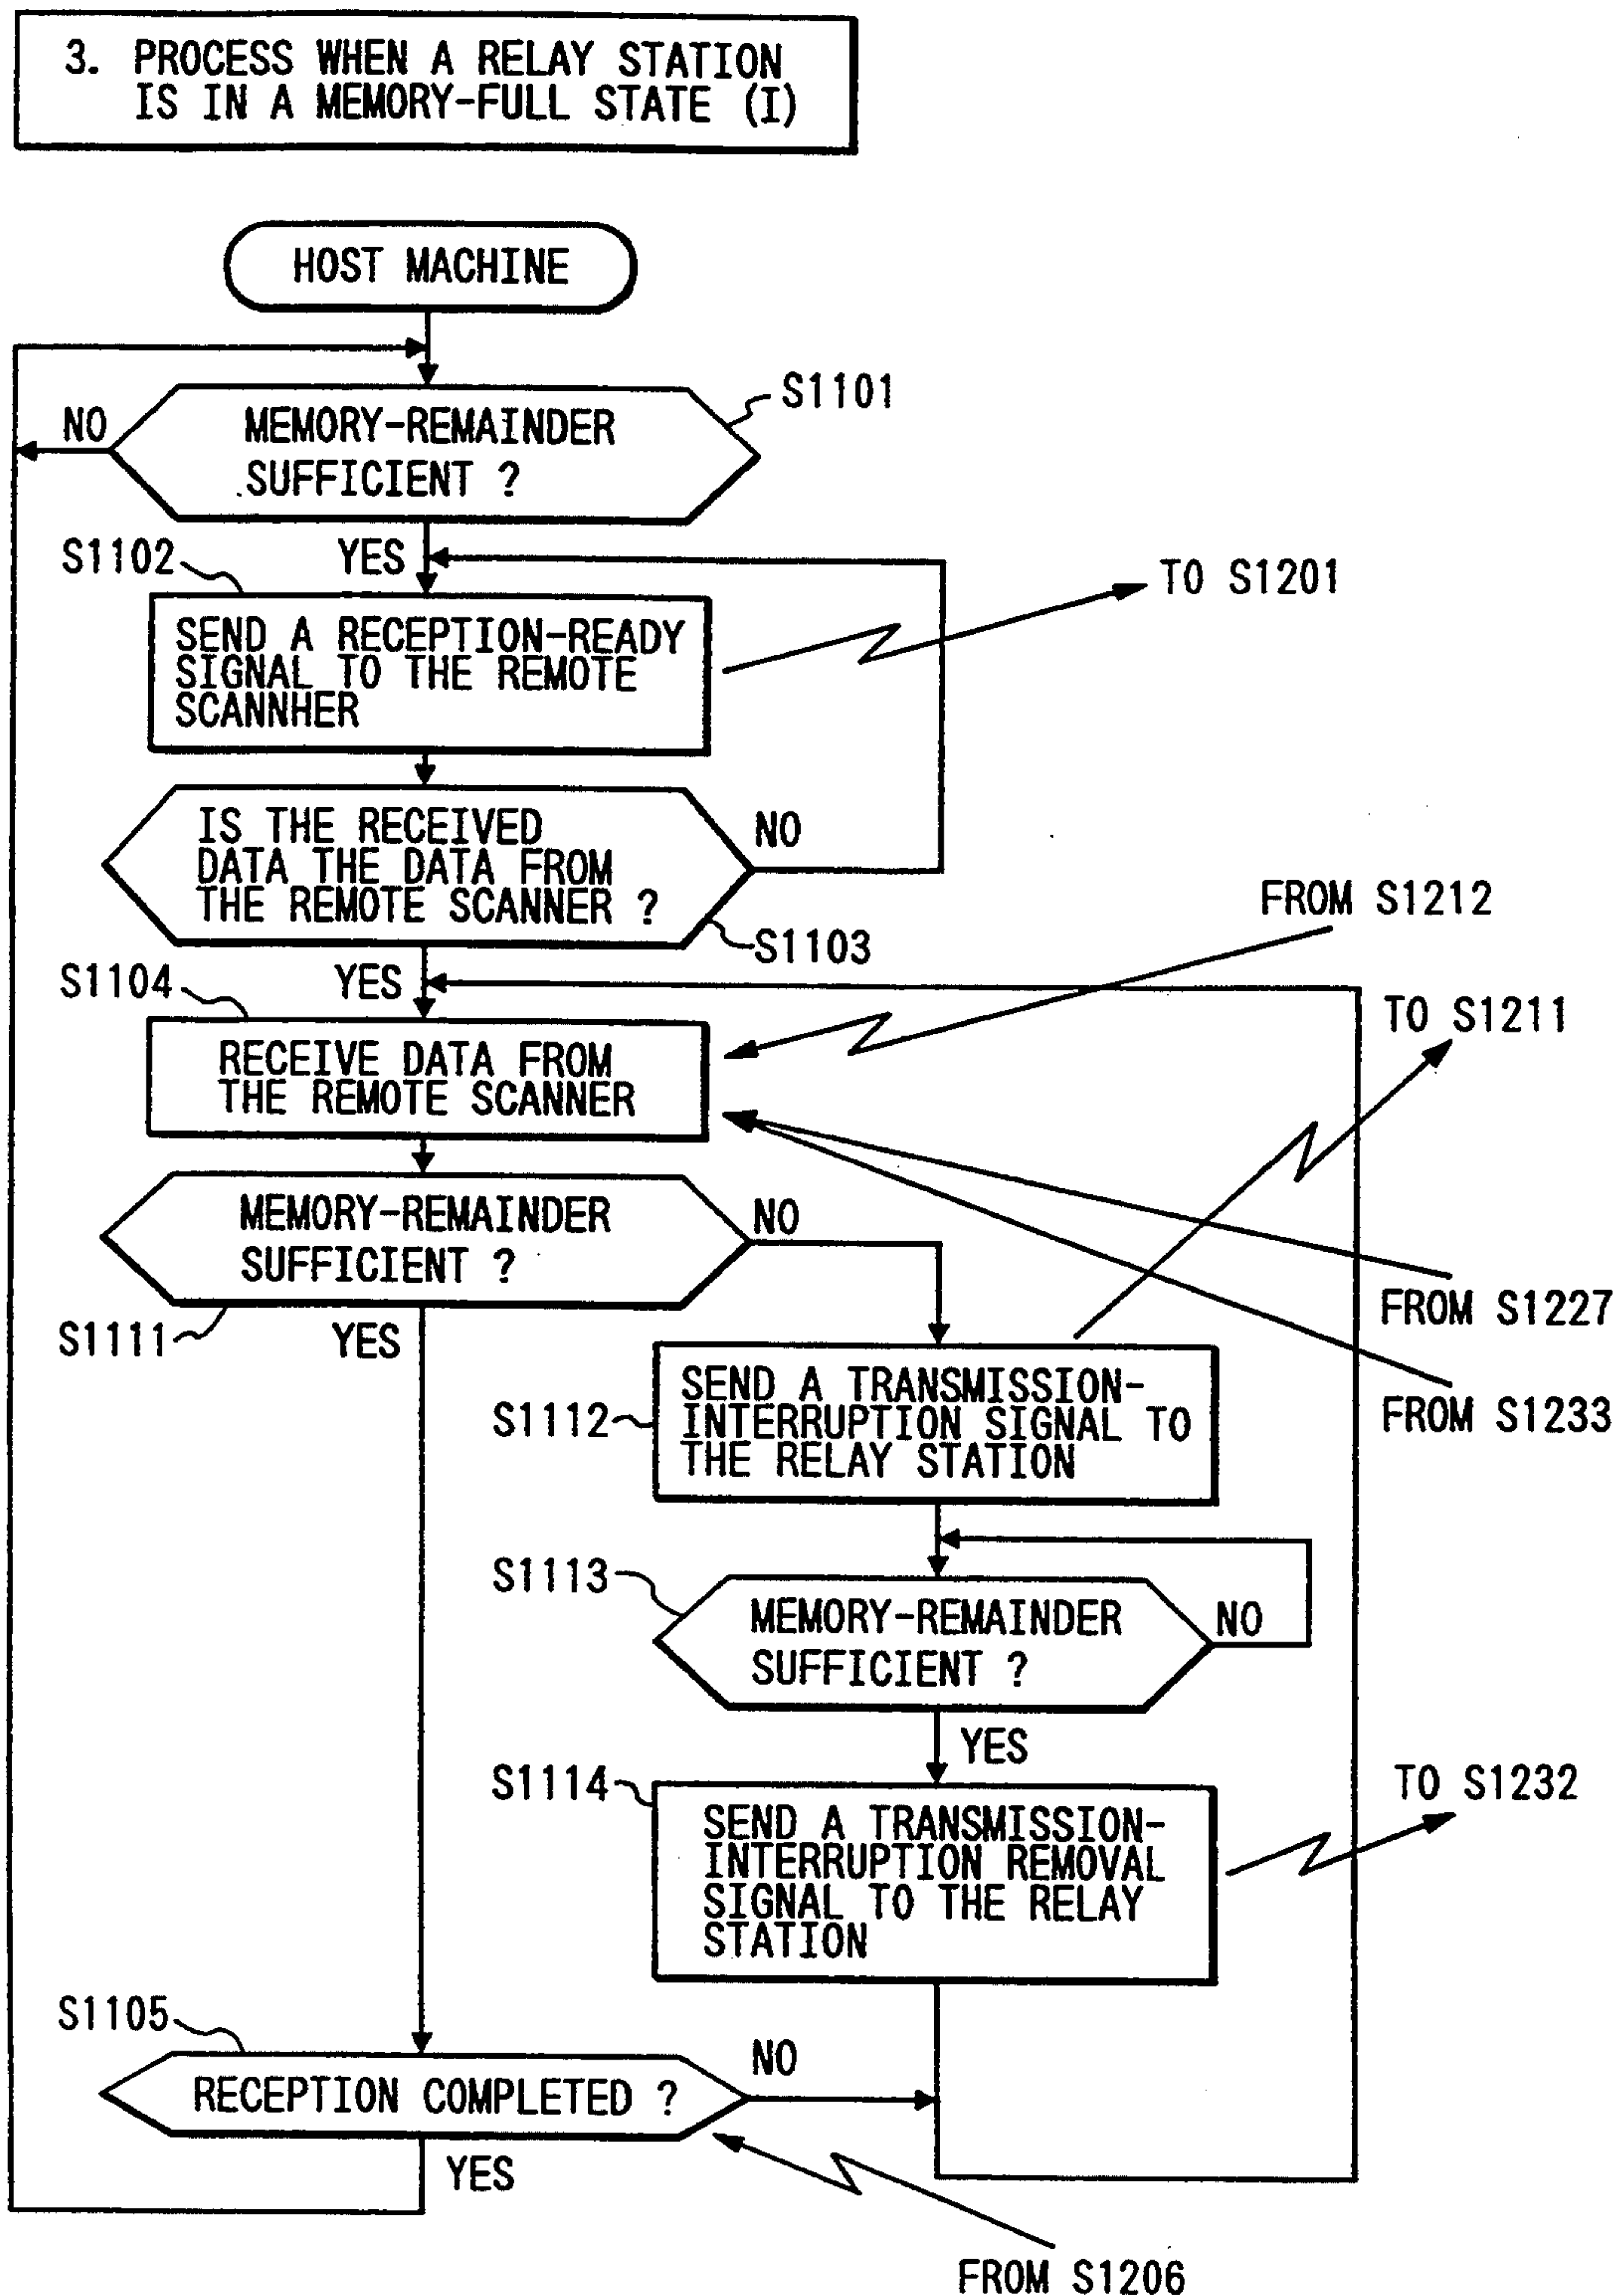 3. PROCESS WHEN A RELAY STATION
IS IN A MEMORY-FULL STATE (I)
HOST MACHINE
S1101
NO
MEMORY-REMAINDER
SUFFICIENT ?
S1102
YES
TO S1201
SEND A RECEPTION-READY
SIGNAL TO THE REMOTE
SCANNHER
IS THE RECEIVED
DATA THE DATA FROM
THE REMOTE SCANNER ?
NO
S1103
FROM S1212
S1104
YES
TO S1211
RECEIVE DATA FROM
THE REMOTE SCANNER
MEMORY-REMAINDER
SUFFICIENT ?
NO
S1111
YES
FROM S1227
FROM S1233
S1112
SEND A TRANSMISSION-
INTERRUPTION SIGNAL TO
THE RELAY STATION
S1113
MEMORY-REMAINDER
SUFFICIENT ?
NO
YES
S1114
TO S1232
SEND A TRANSMISSION-
INTERRUPTION REMOVAL
SIGNAL TO THE RELAY
STATION
S1105
NO
RECEPTION COMPLETED ?
YES
FROM S1206